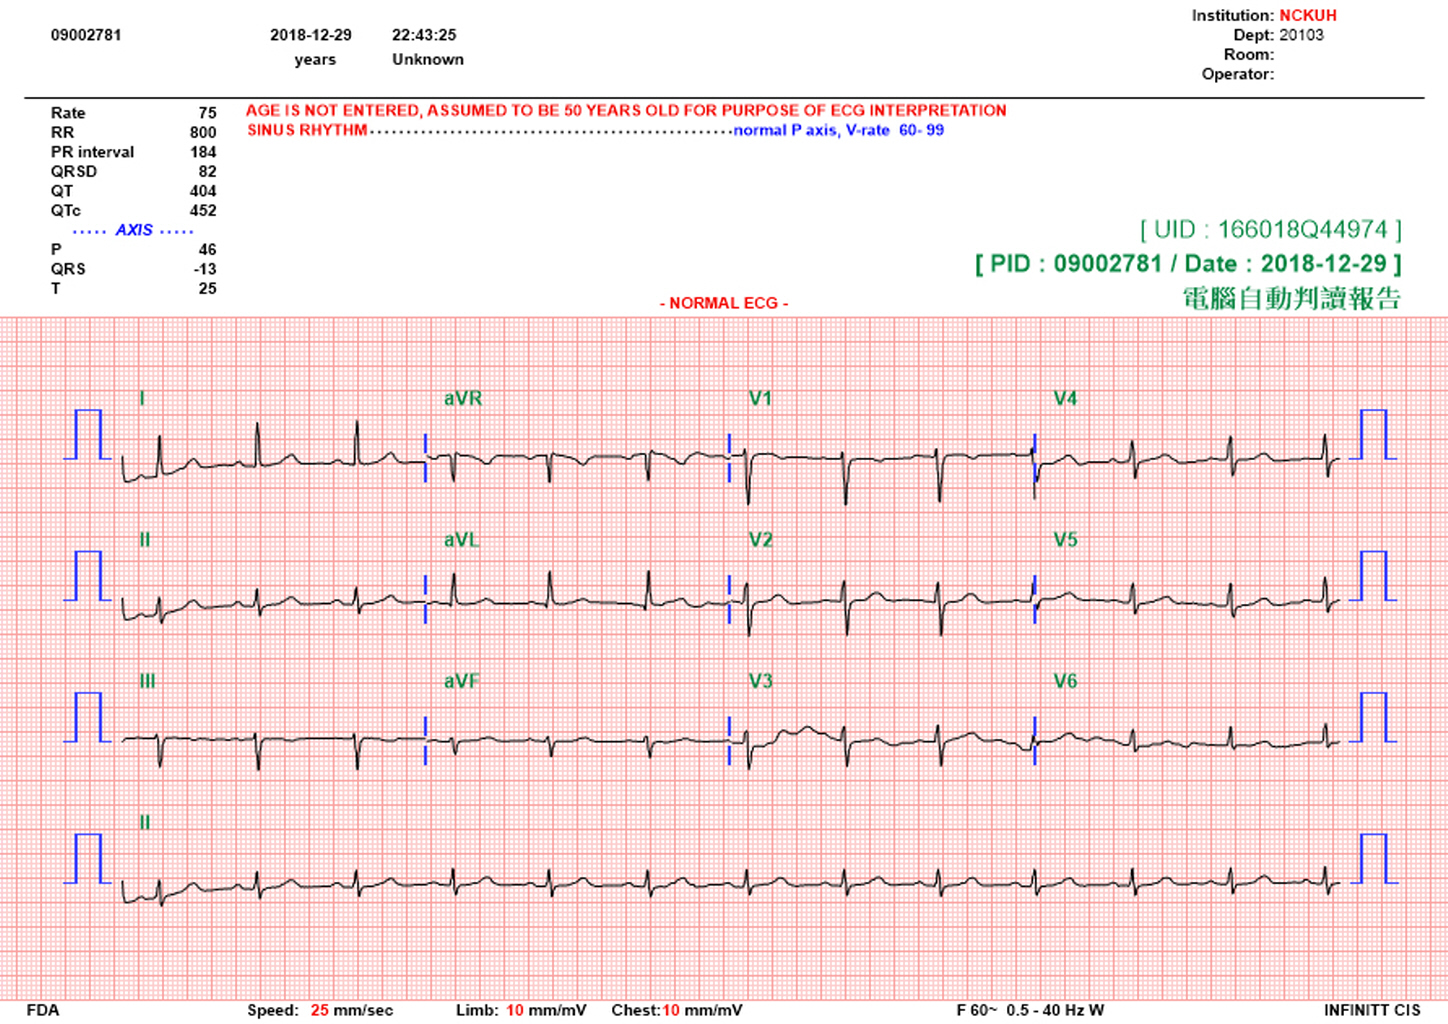 Institution: NCKUH
09002781 2018-12-29 22:43:25 Dept: 20103
years Unknown Room:
Operator:
Rate 75 AGE IS NOT ENTERED, ASSUMED TO BE 50 YEARS OLD FOR PURPOSE OF ECG INTERPRETATION
RR 800 SINUS RHYTHM normal P axis, V-rate 60- 99
PR interval 184
QRSD 82
QT 404
QTc 452
..... AXIS .....
P 46
QRS -13
T 25
[ UID : 166018Q44974 ]
[ PID : 09002781 / Date : 2018-12-29 ]
電腦自動判讀報告
- NORMAL ECG -
I aVR V1 V4
II aVL V2 V5
III aVF V3 V6
II
FDA Speed: 25 mm/sec Limb: 10 mm/mV Chest:10 mm/mV F 60~ 0.5 - 40 Hz W INFINITT CIS